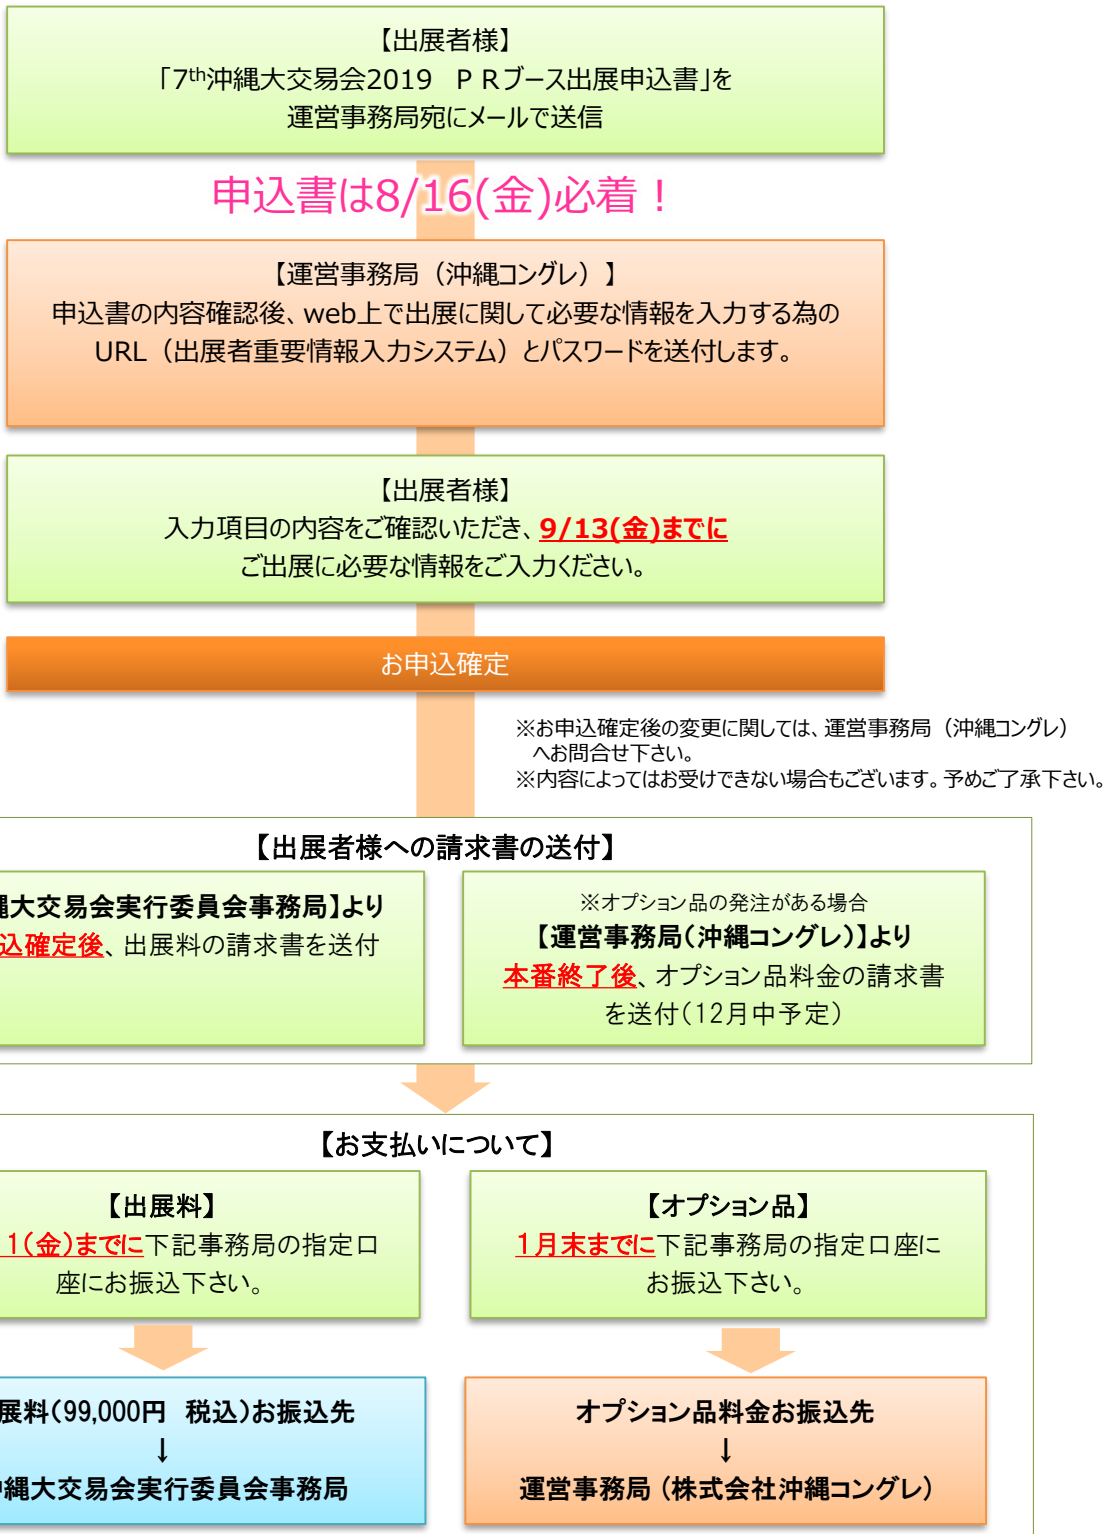 【出展者様】
「7th沖縄大交易会2019　ＰＲブース出展申込書」を
運営事務局宛にメールで送信
申込書は8/16(金)必着！
【運営事務局（沖縄コングレ）】
申込書の内容確認後、web上で出展に関して必要な情報を入力する為の
URL（出展者重要情報入力システム）とパスワードを送付します。
【出展者様】
入力項目の内容をご確認いただき、9/13(金)までに
ご出展に必要な情報をご入力ください。
お申込確定
※お申込確定後の変更に関しては、運営事務局（沖縄コングレ）
へお問合せ下さい。
※内容によってはお受けできない場合もございます。予めご了承下さい。
【出展者様への請求書の送付】
縄大交易会実行委員会事務局】より
込確定後、出展料の請求書を送付
※オプション品の発注がある場合
【運営事務局(沖縄コングレ)】より
本番終了後、オプション品料金の請求書
を送付(12月中予定)
【お支払いについて】
【出展料】
1(金)までに下記事務局の指定口
座にお振込下さい。
【オプション品】
1月末までに下記事務局の指定口座に
お振込下さい。
展料(99,000円　税込)お振込先
↓
縄大交易会実行委員会事務局
オプション品料金お振込先
↓
運営事務局（株式会社沖縄コングレ）